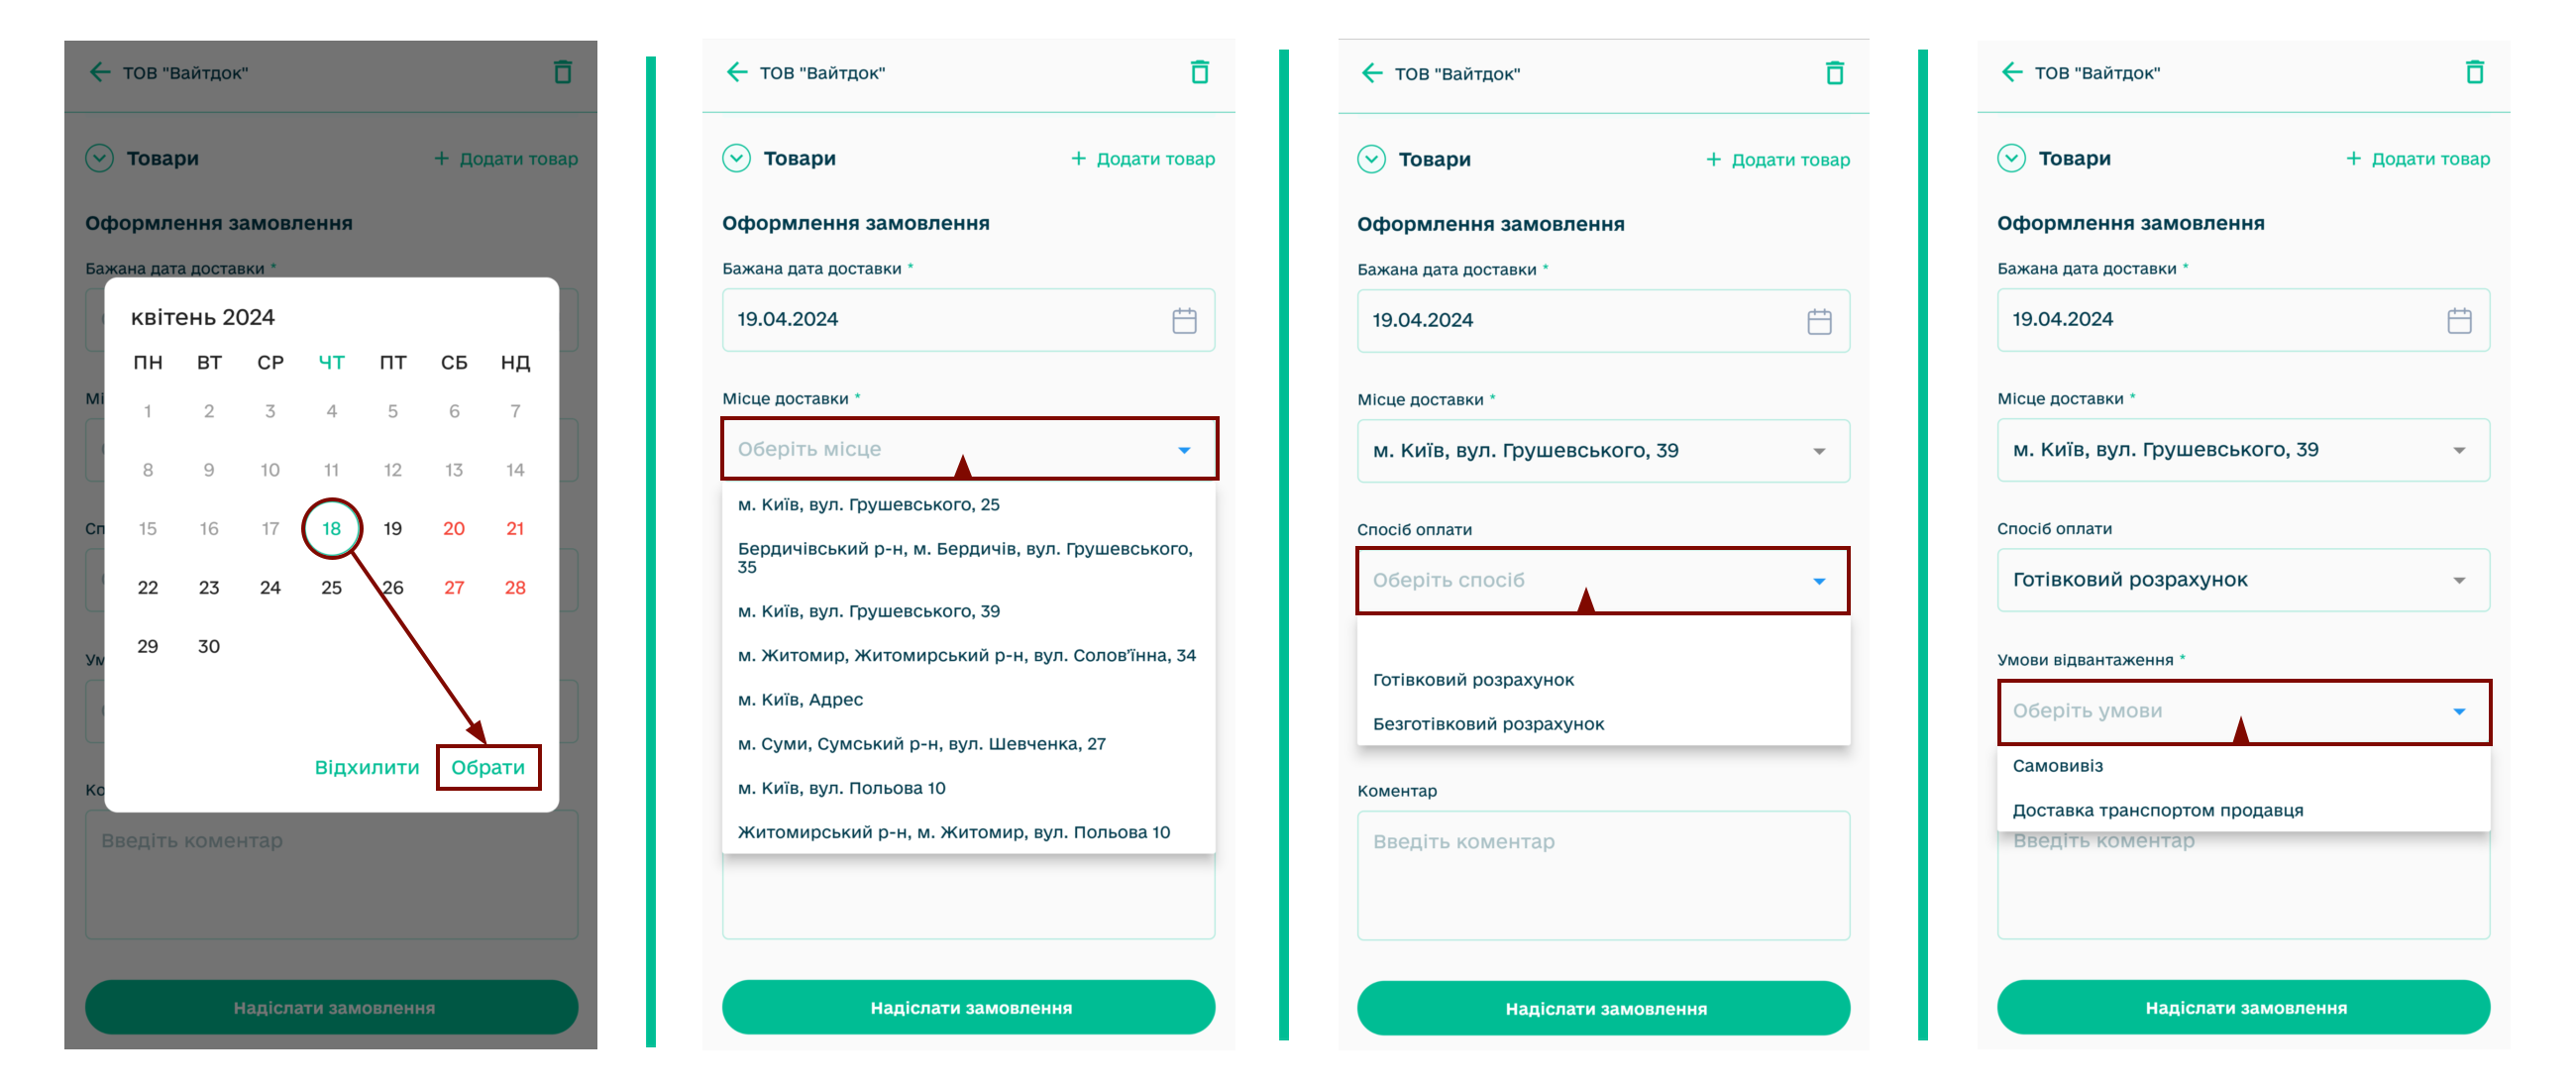 ТОВ "Вайтдок"
Товари
+ Додати товар
Оформлення замовлення
Бажана дата доставки *
квітень 2024
ПН ВТ СР ЧТ ПТ СБ НД
1 2 3 4 5 6 7
8 9 10 11 12 13 14
15 16 17 18 19 20 21
22 23 24 25 26 27 28
29 30
Відхилити Обрати
Введіть коментар
Надіслати замовлення
ТОВ "Вайтдок"
Товари
+ Додати товар
Оформлення замовлення
Бажана дата доставки *
19.04.2024
Місце доставки *
Оберіть місце
м. Київ, вул. Грушевського, 25
Бердичівський р-н, м. Бердичів, вул. Грушевського,
35
м. Київ, вул. Грушевського, 39
м. Житомир, Житомирський р-н, вул. Солов'їнна, 34
м. Київ, Адрес
м. Суми, Сумський р-н, вул. Шевченка, 27
м. Київ, вул. Польова 10
Житомирський р-н, м. Житомир, вул. Польова 10
Надіслати замовлення
ТОВ "Вайтдок"
Товари
+ Додати товар
Оформлення замовлення
Бажана дата доставки *
19.04.2024
Місце доставки *
м. Київ, вул. Грушевського, 39
Спосіб оплати
Оберіть спосіб
Готівковий розрахунок
Безготівковий розрахунок
Коментар
Введіть коментар
Надіслати замовлення
ТОВ "Вайтдок"
Товари
+ Додати товар
Оформлення замовлення
Бажана дата доставки *
19.04.2024
Місце доставки *
м. Київ, вул. Грушевського, 39
Спосіб оплати
Готівковий розрахунок
Умови відвантаження *
Оберіть умови
Самовивіз
Доставка транспортом продавця
Введіть коментар
Надіслати замовлення